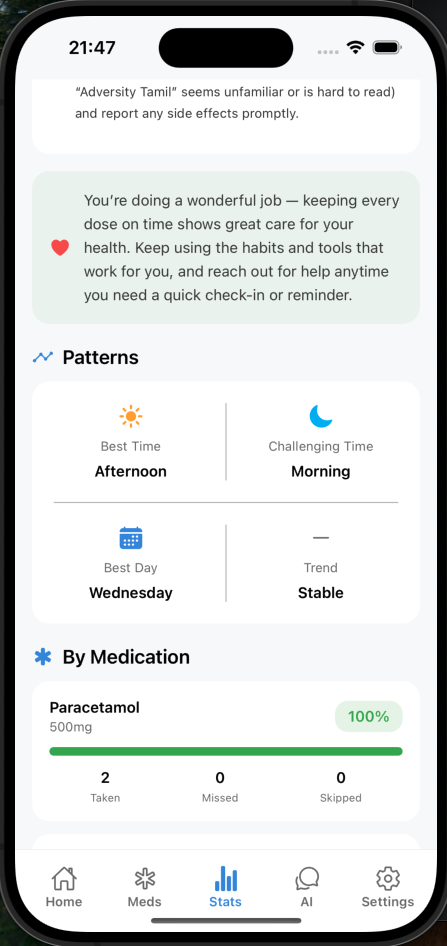 21:47
“Adversity Tamil” seems unfamiliar or is hard to read)
and report any side effects promptly.
You’re doing a wonderful job — keeping every
dose on time shows great care for your
health. Keep using the habits and tools that
work for you, and reach out for help anytime
you need a quick check-in or reminder.
Patterns
Best Time
Afternoon
Challenging Time
Morning
Best Day
Wednesday
Trend
Stable
By Medication
Paracetamol
500mg
100%
2
Taken
0
Missed
0
Skipped
Home
Meds
Stats
AI
Settings